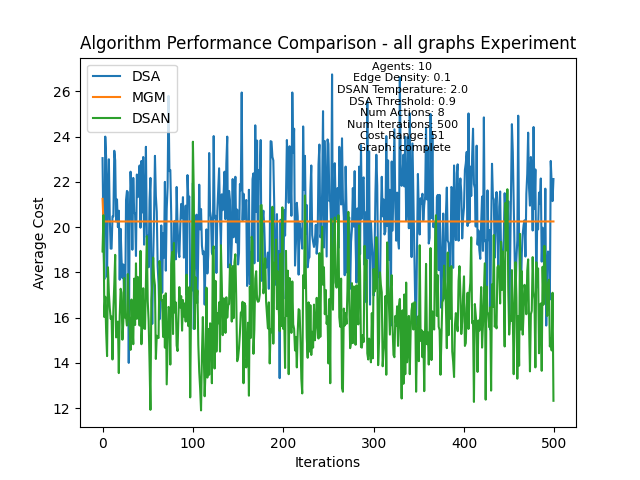 Algorithm Performance Comparison - all graphs Experiment
DSA
MGM
DSAN
Agents: 10
Edge Density: 0.1
DSAN Temperature: 2.0
DSA Threshold: 0.9
Num Actions: 8
Num Iterations: 500
Cost Range: 51
Graph: complete
Average Cost
26
24
22
20
18
16
14
12
0
100
200
300
400
500
Iterations